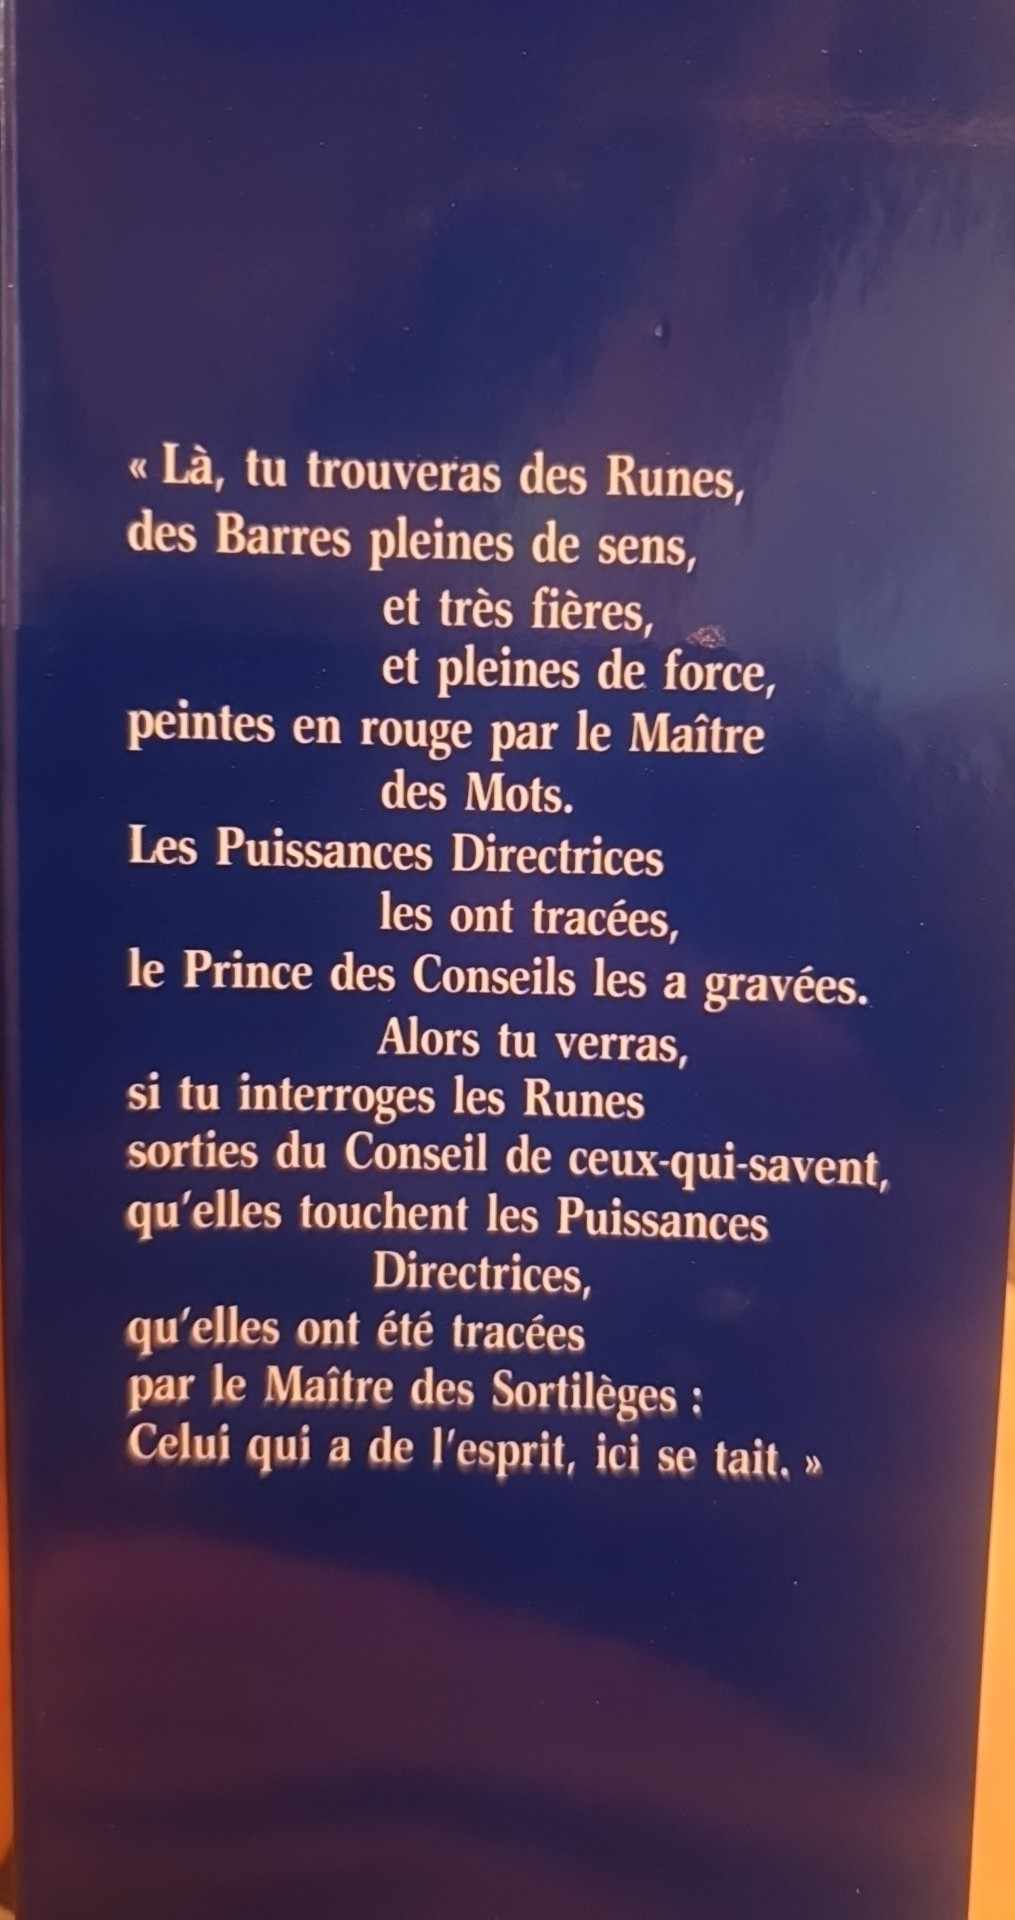 « Là, tu trouveras des Runes,
des Barres pleines de sens,
et très fières,
et pleines de force,
peintes en rouge par le Maître
des Mots.
Les Puissances Directrices
les ont tracées,
le Prince des Conseils les a gravées.
Alors tu verras,
si tu interroges les Runes
sorties du Conseil de ceux-qui-savent,
qu'elles touchent les Puissances
Directrices,
qu'elles ont été tracées
par le Maître des Sortilèges :
Celui qui a de l'esprit, ici se tait. »